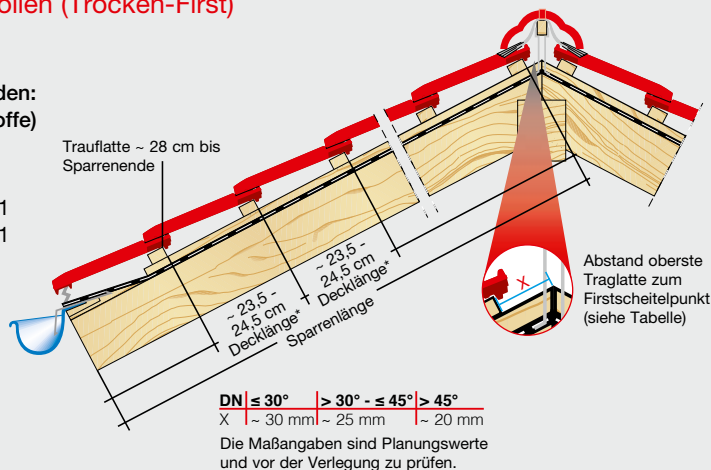 ollen (Trocken-First)
den:
offe)
1
1
Trauflatte ~ 28 cm bis
Sparrenende
~ 23,5 -
24,5 cm
Decklänge*
~ 23,5 -
24,5 cm
Decklänge*
Sparrenlänge
X
Abstand oberste
Traglatte zum
Firstscheitelpunkt
(siehe Tabelle)
DN ≤ 30° > 30° - ≤ 45° > 45°
X ~ 30 mm ~ 25 mm ~ 20 mm
Die Maßangaben sind Planungswerte
und vor der Verlegung zu prüfen.